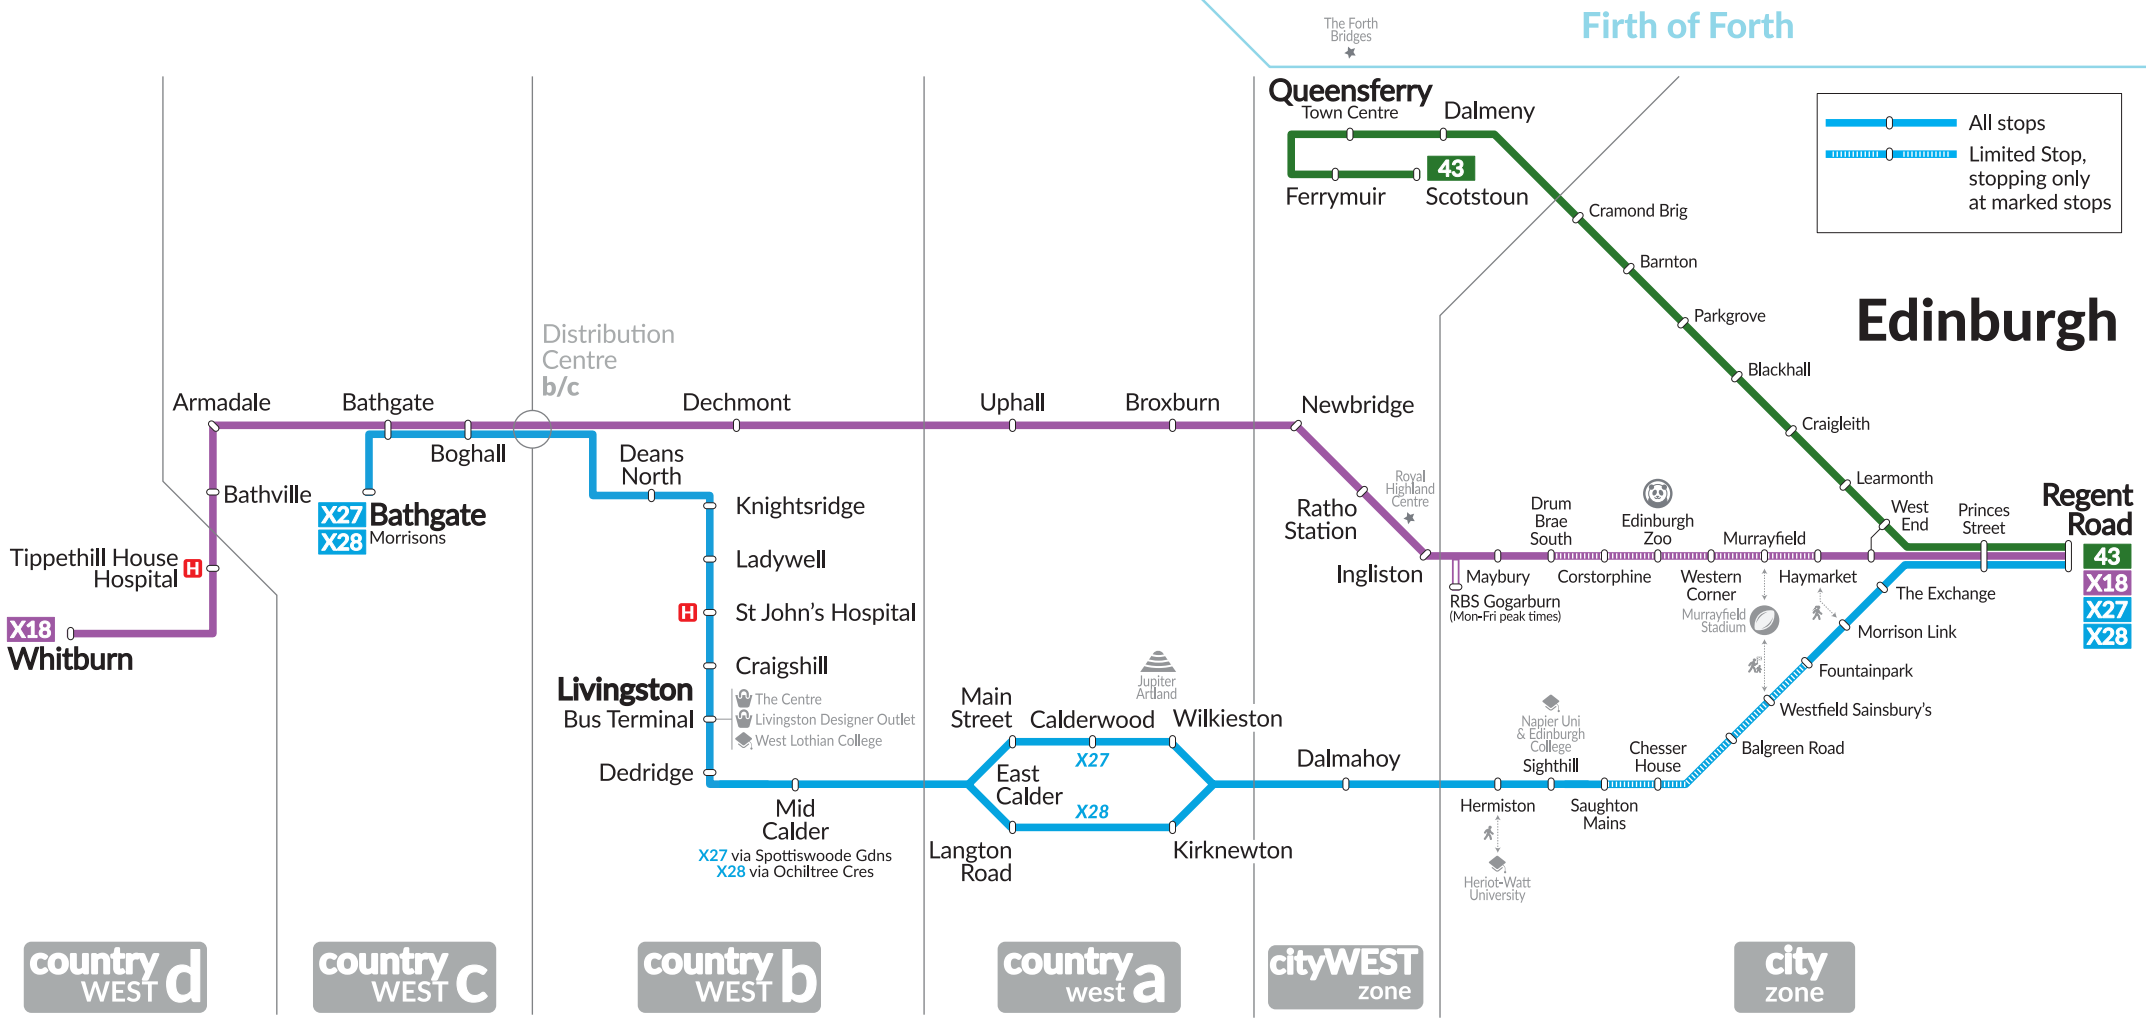 The Forth
Bridges
Firth of Forth
Queensferry
Town Centre
Dalmeny
43
Ferrymuir
Scotstoun
All stops
Limited Stop,
stopping only
at marked stops
Cramond Brig
Barnton
Parkgrove
Blackhall
Craigleith
Learmonth
West
End
Princes
Street
Regent
Road
43
X18
X27
X28
Edinburgh
Distribution
Centre
b/c
Armadale
Bathgate
Boghall
Dechmont
Uphall
Broxburn
Newbridge
Bathville
X27
X28
Bathgate
Morrisons
Tippethill House
Hospital
H
X18
Whitburn
Deans
North
Knightsridge
Ladywell
H
St John's Hospital
Craigshill
Livingston
Bus Terminal
The Centre
Livingston Designer Outlet
West Lothian College
Dedridge
Mid
Calder
X27 via Spottiswoode Gdns
X28 via Ochiltree Cres
Main
Street
Calderwood
Wilkieston
Jupiter
Artland
X27
East
Calder
X28
Langton
Road
Kirknewton
Dalmahoy
Royal
Highland
Centre
Ratho
Station
Ingliston
RBS Gogarburn
(Mon-Fri peak times)
Maybury
Drum
Brae
South
Corstorphine
Edinburgh
Zoo
Western
Corner
Murrayfield
Murrayfield
Stadium
Haymarket
The Exchange
Morrison Link
Fountainpark
Westfield Sainsbury's
Balgreen Road
Chesser
House
Saughton
Mains
Napier Uni
& Edinburgh
College
Sighthill
Hermiston
Heriot-Watt
University
country
WEST d
country
WEST c
country
WEST b
country
west a
cityWEST
zone
city
zone